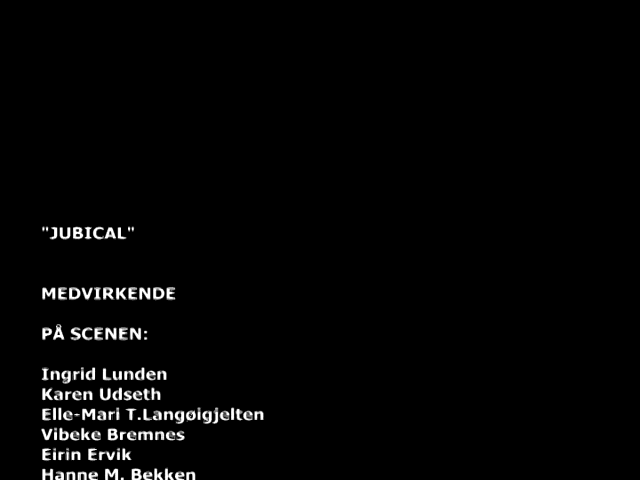 "JUBICAL"
MEDVIRKENDE
PÅ SCENEN:
Ingrid Lunden
Karen Udseth
Elle-Mari T.Langøigjelten
Vibeke Bremnes
Eirin Ervik
Hanne M. Bekken